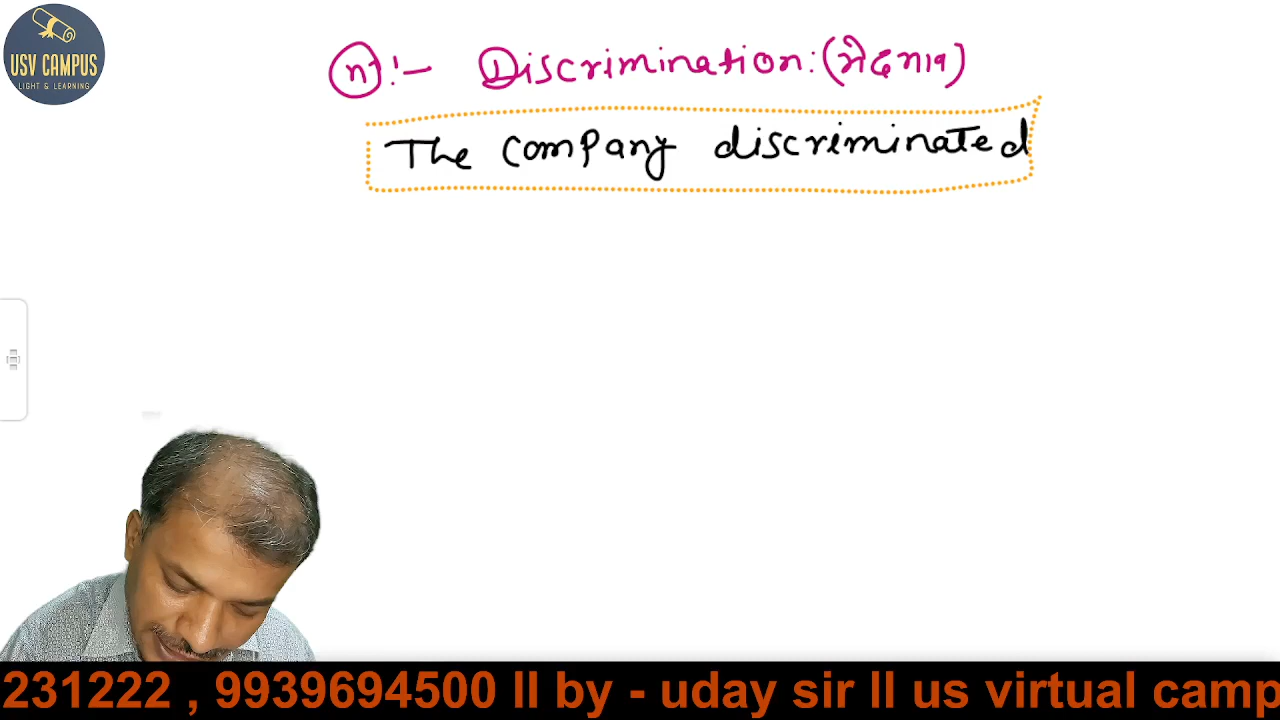 USV CAMPUS
LIGHT & LEARNING
n :- Discrimination: (भेदभाव)
The company discriminated
231222 , 9939694500 ll by - uday sir ll us virtual camp